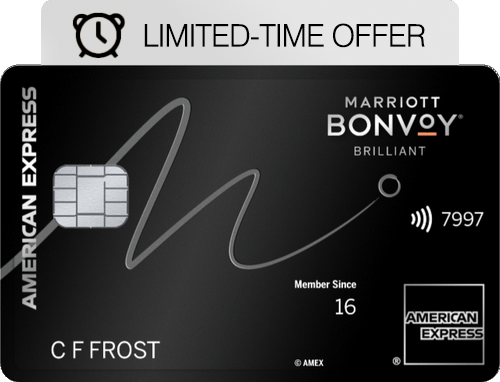 LIMITED-TIME OFFER
AMERICAN EXPRESS
MARRIOTT
BONVOY®
BRILLIANT
7997
Member Since
16
AMERICAN
EXPRESS
®
C F FROST
© AMEX